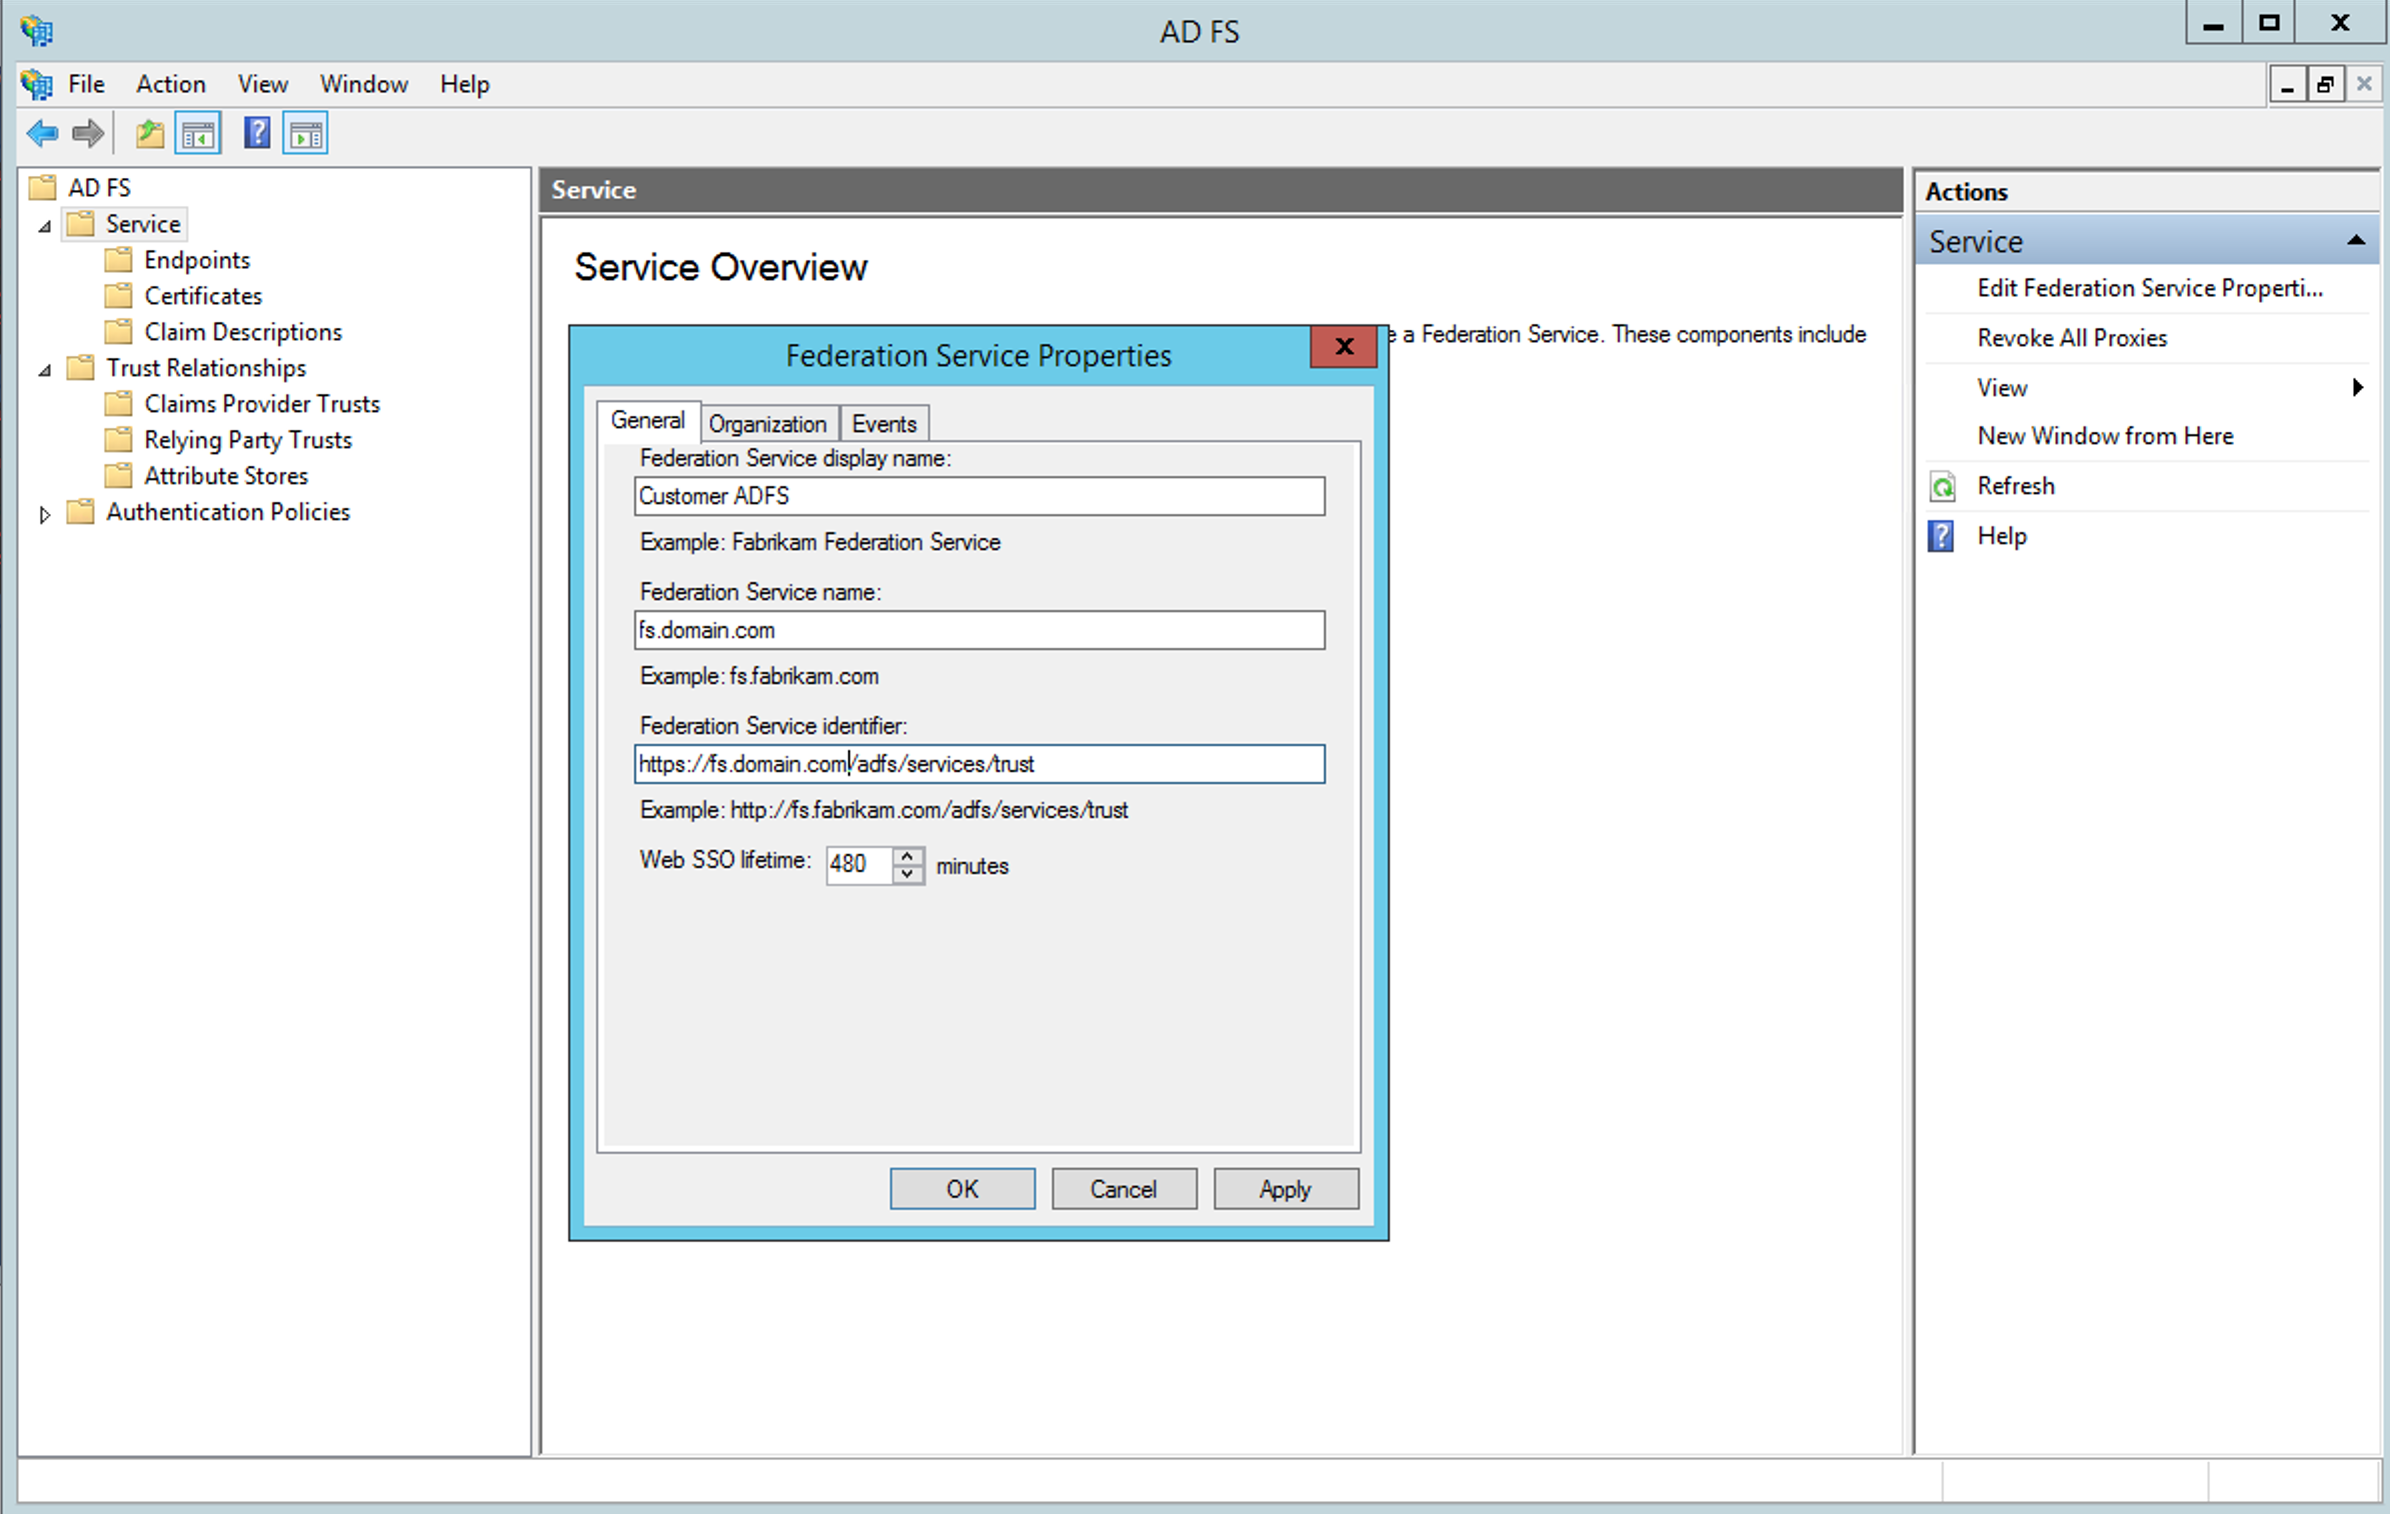 AD FS
File Action View Window Help
AD FS
Service
Endpoints
Certificates
Claim Descriptions
Trust Relationships
Claims Provider Trusts
Relying Party Trusts
Attribute Stores
Authentication Policies
Service
Service Overview
e a Federation Service. These components include
Federation Service Properties
General Organization Events
Federation Service display name:
Customer ADFS
Example: Fabrikam Federation Service
Federation Service name:
fs.domain.com
Example: fs.fabrikam.com
Federation Service identifier:
https://fs.domain.com/adfs/services/trust
Example: http://fs.fabrikam.com/adfs/services/trust
Web SSO lifetime: 480 minutes
OK Cancel Apply
Actions
Service
Edit Federation Service Properti...
Revoke All Proxies
View
New Window from Here
Refresh
Help